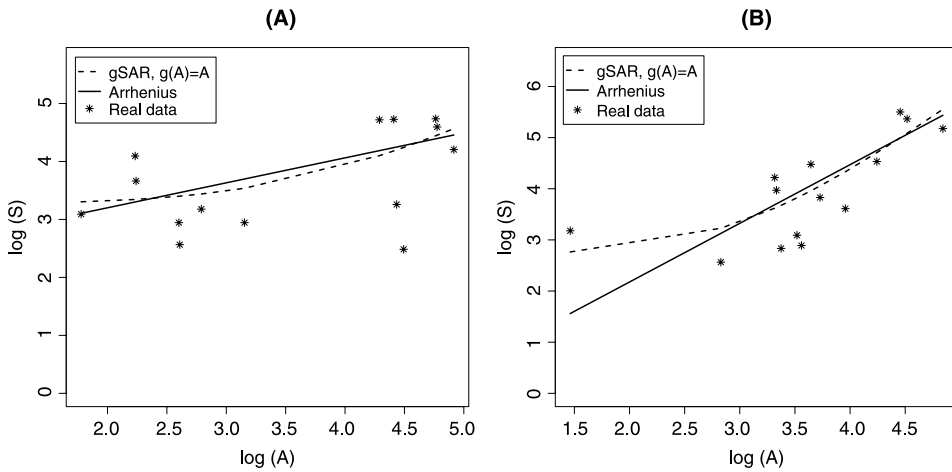 (A)
gSAR, g(A)=A
Arrhenius
Real data
log (S)
5
4
3
2
1
0
2.0 2.5 3.0 3.5 4.0 4.5 5.0
log (A)
(B)
gSAR, g(A)=A
Arrhenius
Real data
log (S)
6
5
4
3
2
1
0
1.5 2.0 2.5 3.0 3.5 4.0 4.5
log (A)